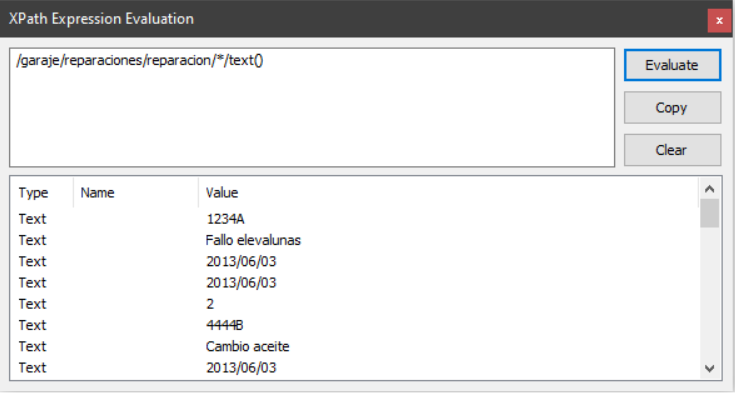 XPath Expression Evaluation
x
/garaje/reparaciones/reparacion/*/text()
Evaluate
Copy
Clear
Type Name Value
Text 1234A
Text Fallo elevalunas
Text 2013/06/03
Text 2013/06/03
Text 2
Text 4444B
Text Cambio aceite
Text 2013/06/03